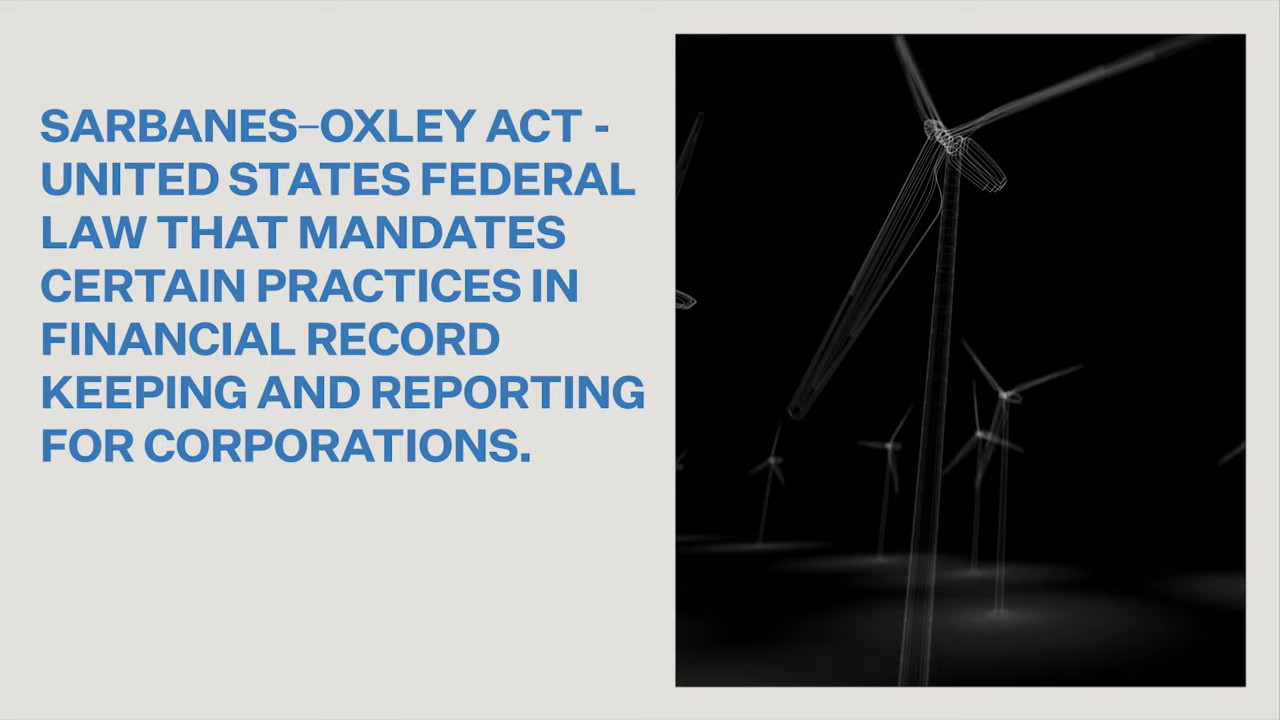 SARBANES–OXLEY ACT -
UNITED STATES FEDERAL
LAW THAT MANDATES
CERTAIN PRACTICES IN
FINANCIAL RECORD
KEEPING AND REPORTING
FOR CORPORATIONS.